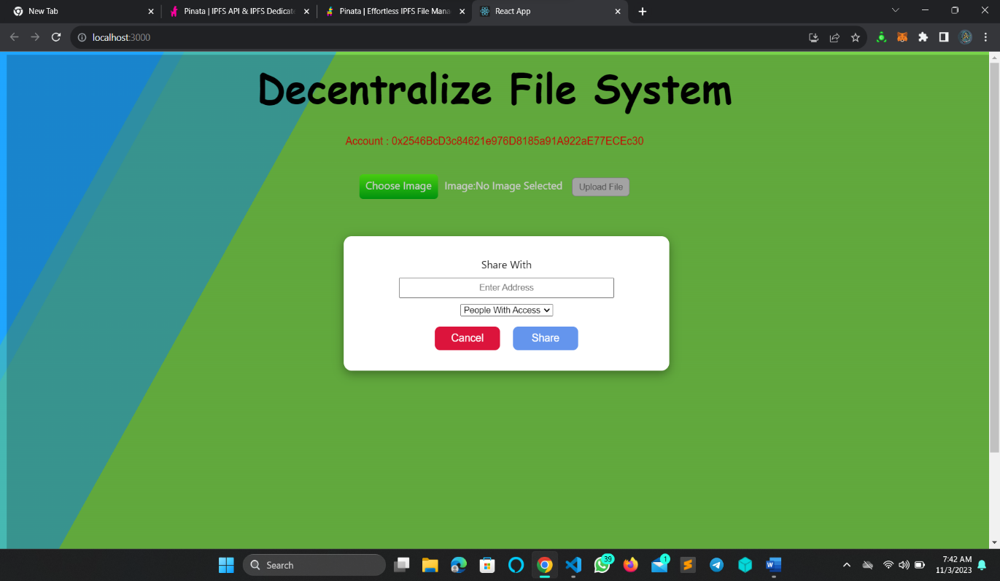 New Tab
Pinata | IPFS API & IPFS Dedicate
Pinata | Effortless IPFS File Mana
React App
localhost:3000
Decentralize File System
Account : 0x2546BcD3c84621e976D8185a91A922aE77ECEc30
Choose Image
Image:No Image Selected
Upload File
Share With
Enter Address
People With Access
Cancel
Share
Search
39
1
7:42 AM
11/3/2023